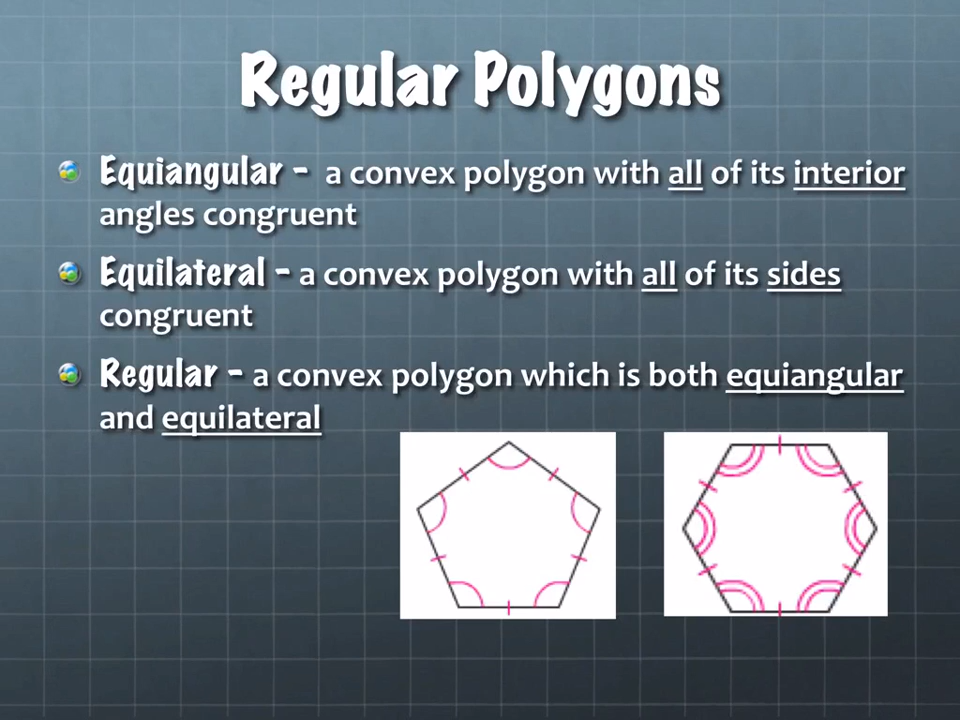 Regular Polygons
Equiangular - a convex polygon with all of its interior
angles congruent
Equilateral - a convex polygon with all of its sides
congruent
Regular - a convex polygon which is both equiangular
and equilateral